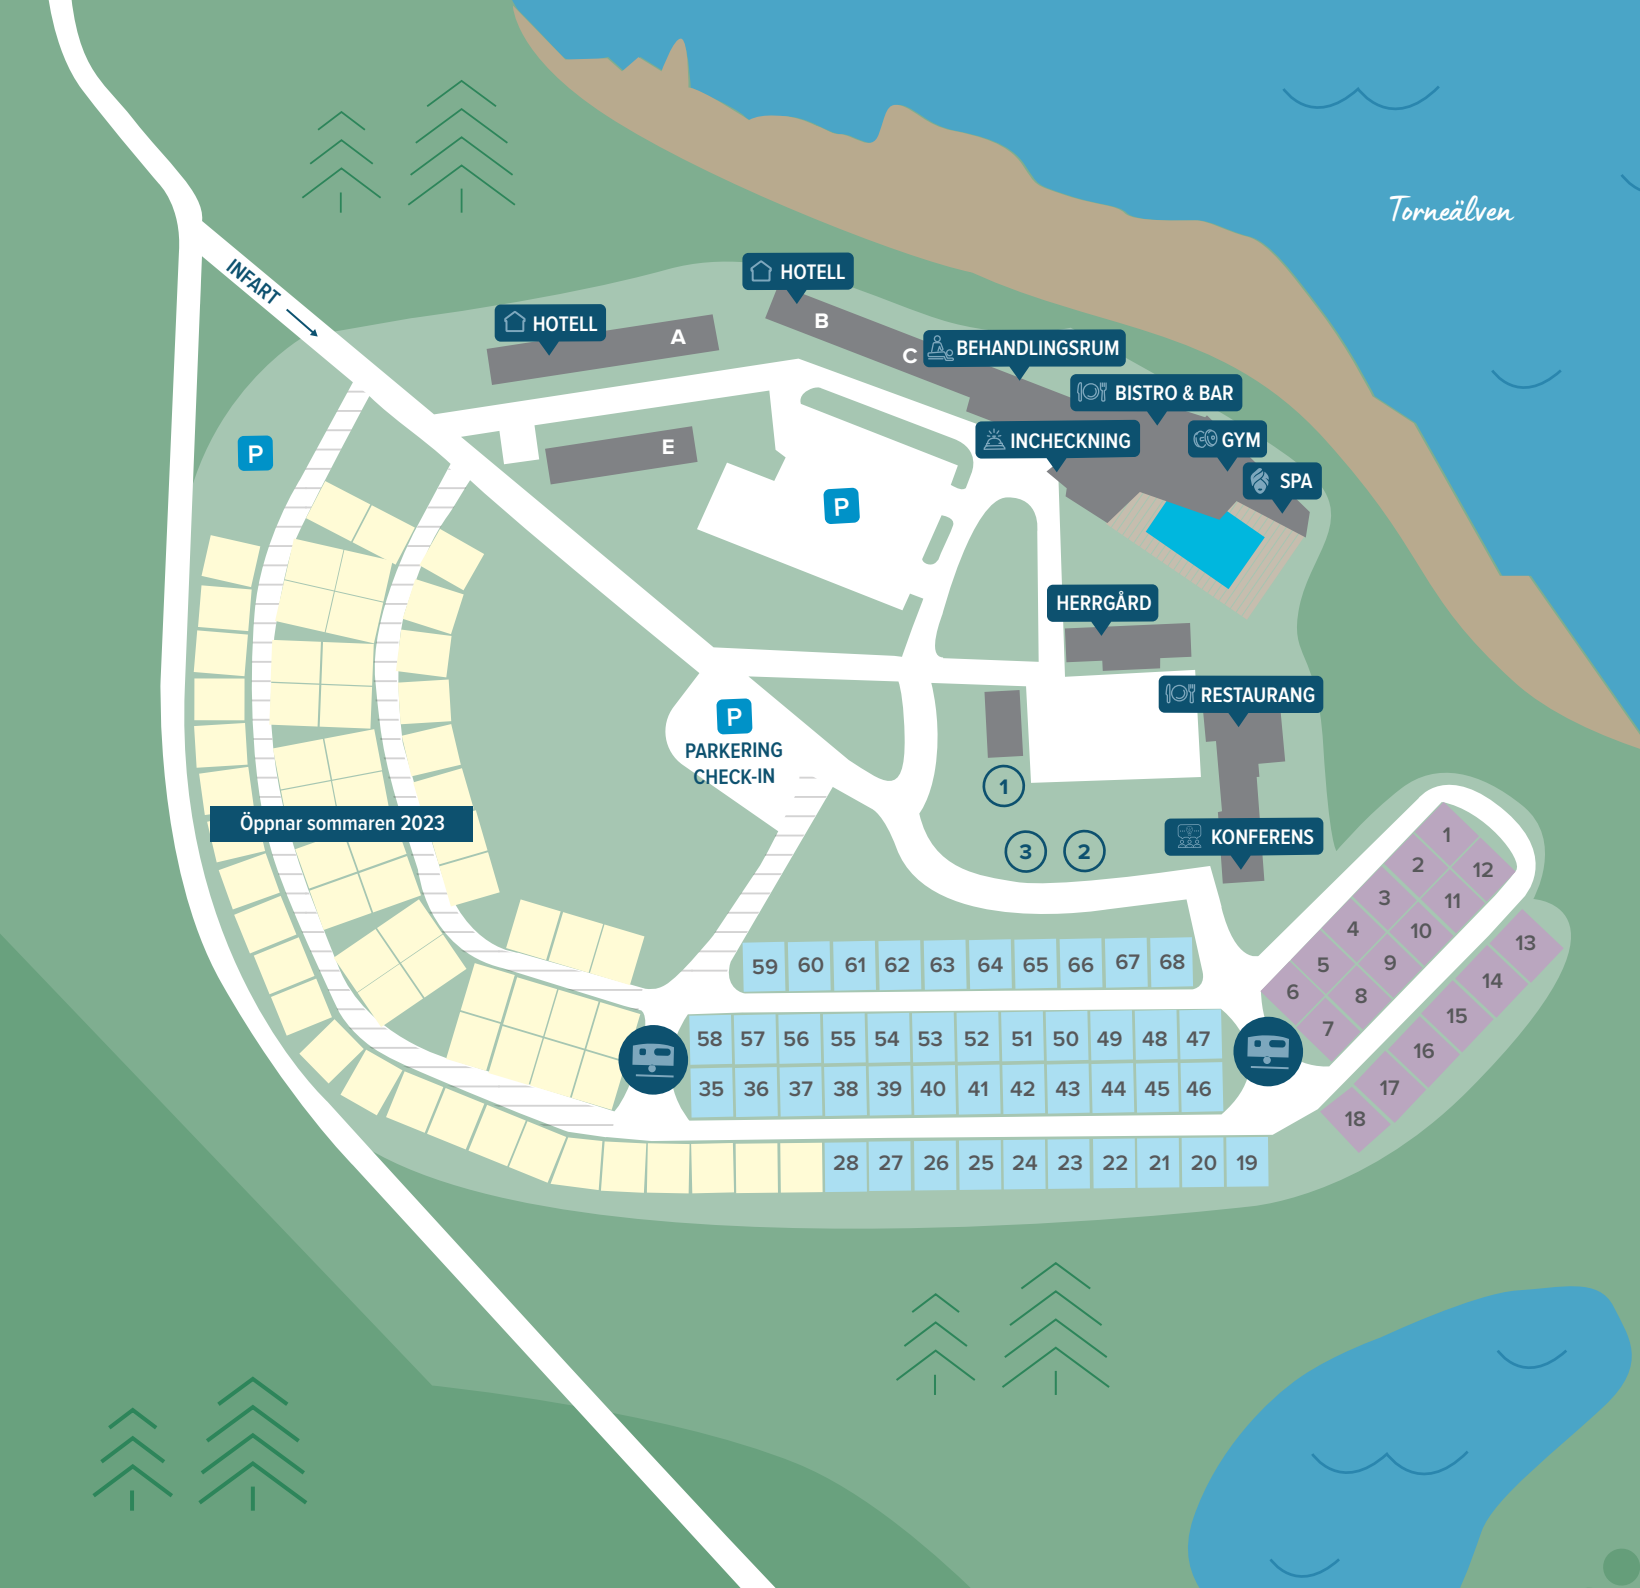 Torneälven
INFART
HOTELL
B
HOTELL
A
C
BEHANDLINGSRUM
BISTRO & BAR
INCHECKNING
GYM
SPA
E
P
P
HERRGÅRD
RESTAURANG
P
PARKERING
CHECK-IN
1
3
2
KONFERENS
Öppnar sommaren 2023
1
2
12
3
11
4
10
5
9
6
8
7
13
14
15
16
17
18
59 60 61 62 63 64 65 66 67 68
58 57 56 55 54 53 52 51 50 49 48 47
35 36 37 38 39 40 41 42 43 44 45 46
28 27 26 25 24 23 22 21 20 19